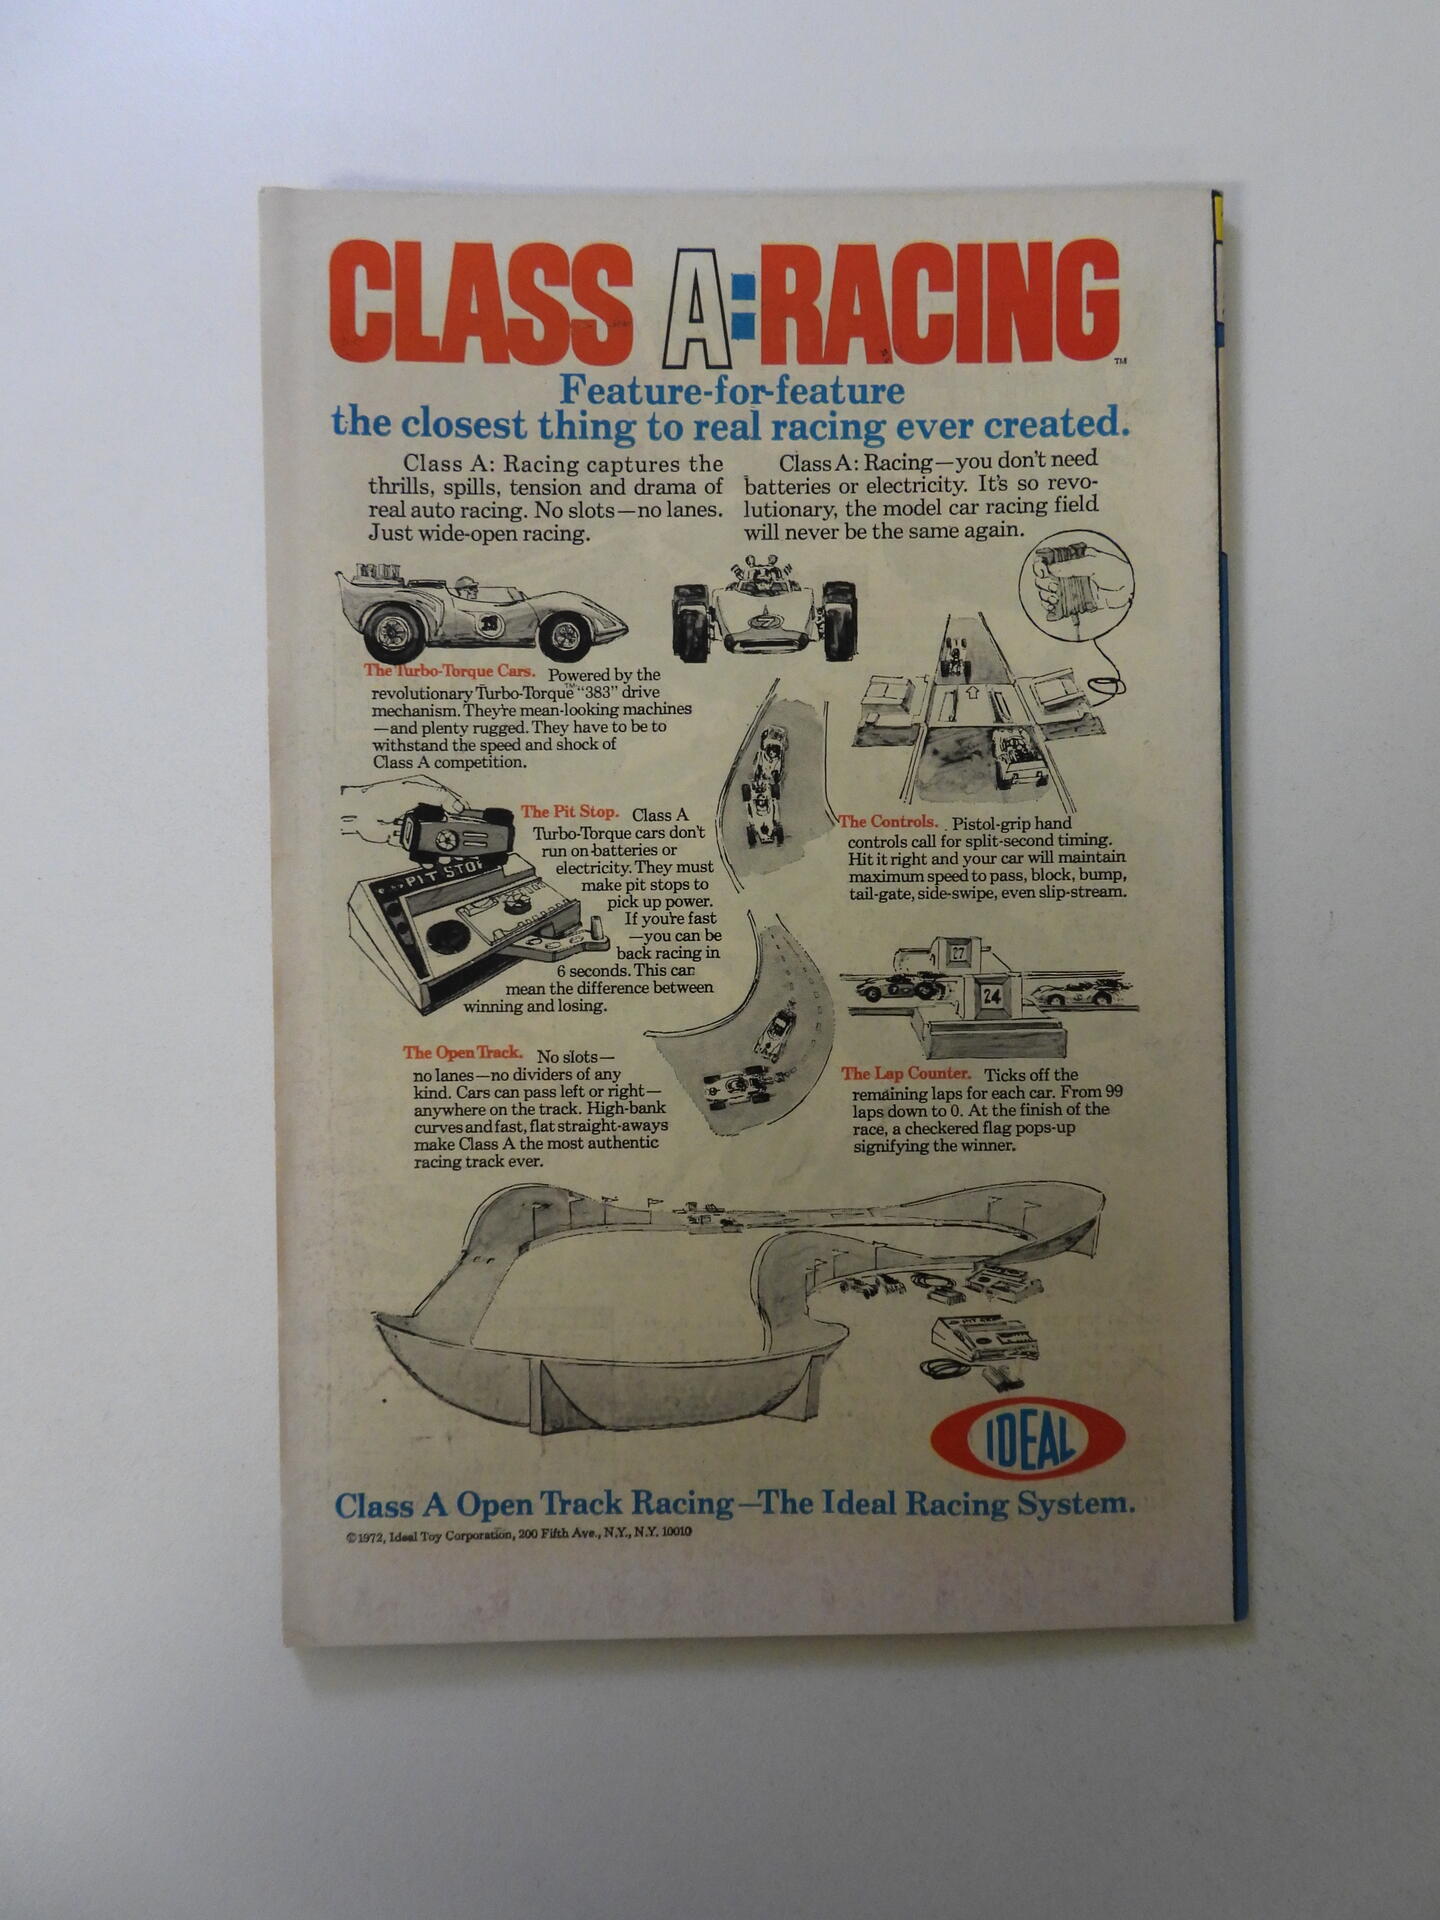 CLASS A: RACING
TM
Feature-for-feature
the closest thing to real racing ever created.
Class A: Racing captures the
thrills, spills, tension and drama of
real auto racing. No slots—no lanes.
Just wide-open racing.
Class A: Racing—you don't need
batteries or electricity. It's so revo-
lutionary, the model car racing field
will never be the same again.
The Turbo-Torque Cars. Powered by the
revolutionary Turbo-Torque™ "383" drive
mechanism. They're mean-looking machines
—and plenty rugged. They have to be to
withstand the speed and shock of
Class A competition.
PIT STOP
The Pit Stop. Class A
Turbo-Torque cars don't
run on batteries or
electricity. They must
make pit stops to
pick up power.
If you're fast
—you can be
back racing in
6 seconds. This can
mean the difference between
winning and losing.
The Controls. Pistol-grip hand
controls call for split-second timing.
Hit it right and your car will maintain
maximum speed to pass, block, bump,
tail-gate, side-swipe, even slip-stream.
27
24
The Open Track. No slots—
no lanes—no dividers of any
kind. Cars can pass left or right—
anywhere on the track. High-bank
curves and fast, flat straight-aways
make Class A the most authentic
racing track ever.
The Lap Counter. Ticks off the
remaining laps for each car. From 99
laps down to 0. At the finish of the
race, a checkered flag pops-up
signifying the winner.
IDEAL
Class A Open Track Racing—The Ideal Racing System.
©1972, Ideal Toy Corporation, 200 Fifth Ave., N.Y., N.Y. 10010